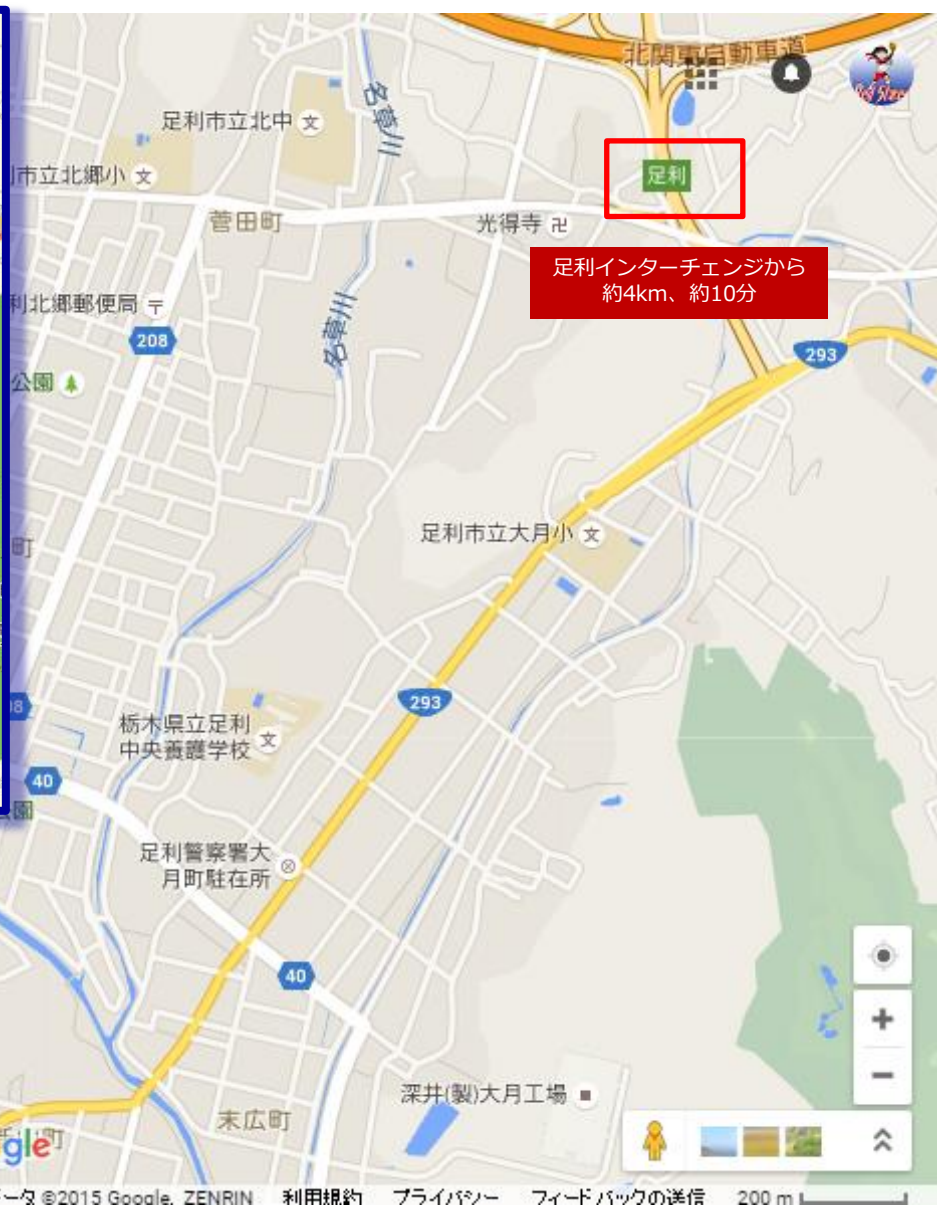 北関東自動車道
足利市立北中
名草川
足利
市立北郷小
菅田町
光得寺
足利インターチェンジから
約4km、約10分
利北郷郵便局
208
名草川
293
公園
足利市立大月小
町
293
栃木県立足利
中央養護学校
40
足利警察署大
月町駐在所
40
深井(製)大月工場
末広町
gle
データ ©2015 Google, ZENRIN 利用規約 プライバシー フィードバックの送信 200 m